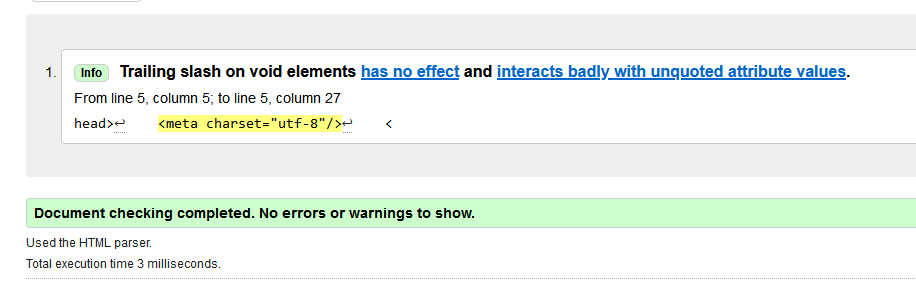 1. Info Trailing slash on void elements has no effect and interacts badly with unquoted attribute values.
From line 5, column 5; to line 5, column 27
head>↩ <meta charset="utf-8"/>↩ <
Document checking completed. No errors or warnings to show.
Used the HTML parser.
Total execution time 3 milliseconds.